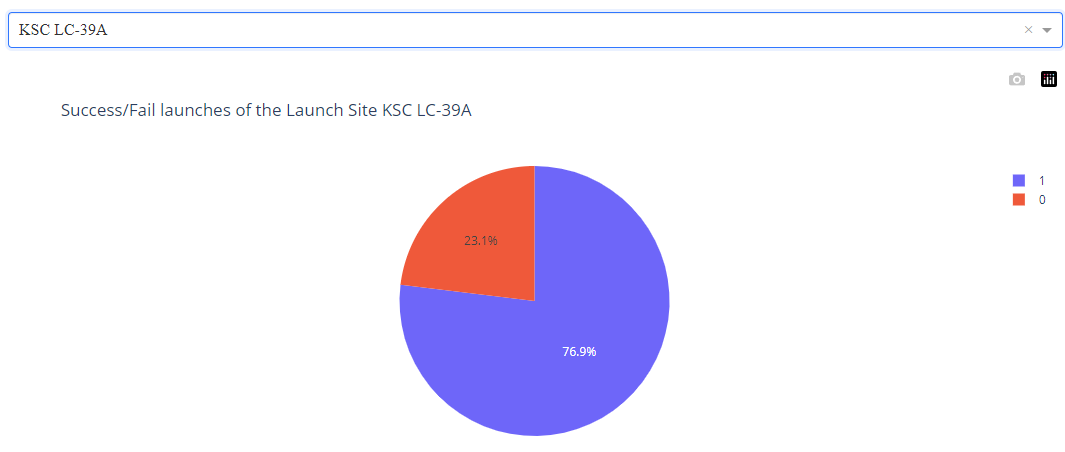 KSC LC-39A
Success/Fail launches of the Launch Site KSC LC-39A
1
0
23.1%
76.9%